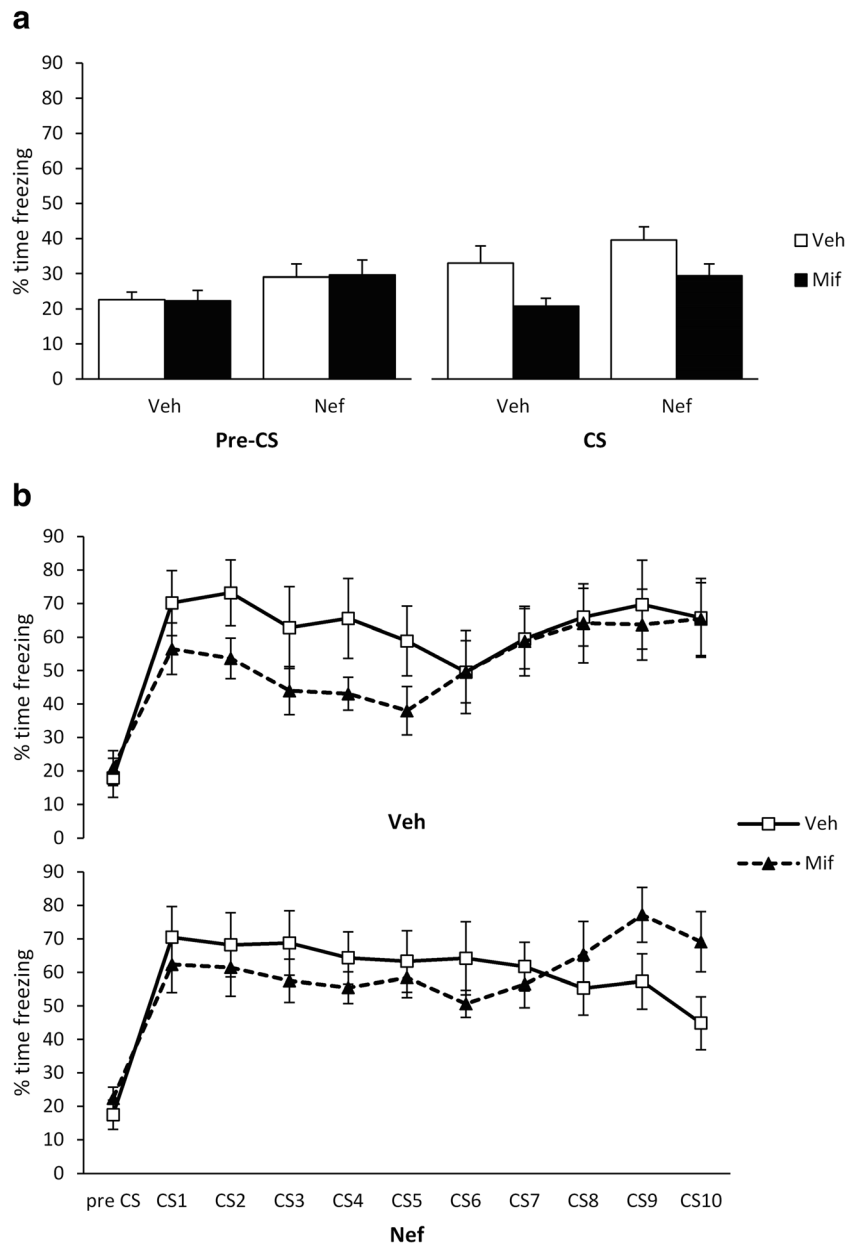 a
90
80
70
60
50
40
30
20
10
0
% time freezing
Veh Nef Veh Nef
Pre-CS CS
Veh
Mif
b
90
80
70
60
50
40
30
20
10
0
% time freezing
Veh
Veh
Mif
90
80
70
60
50
40
30
20
10
0
% time freezing
pre CS CS1 CS2 CS3 CS4 CS5 CS6 CS7 CS8 CS9 CS10
Nef